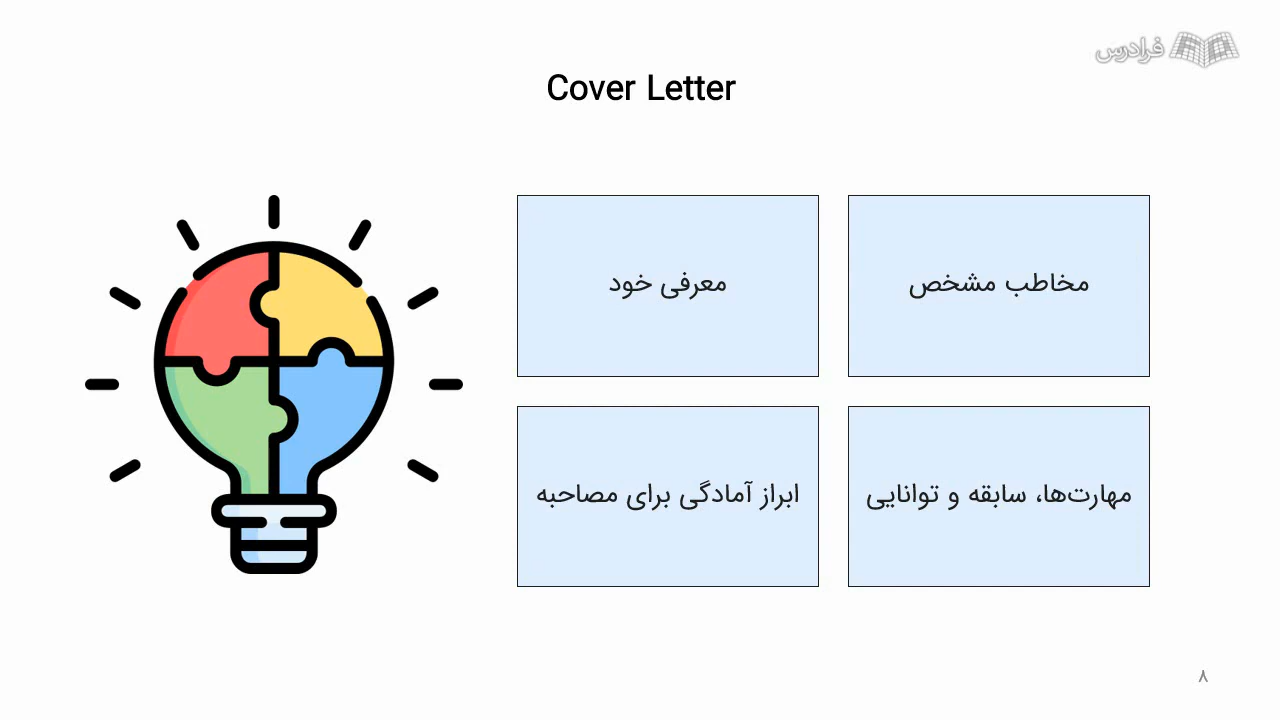 فرادرس
Cover Letter
مخاطب مشخص
معرفی خود
مهارت‌ها، سابقه و توانایی
ابراز آمادگی برای مصاحبه
۸